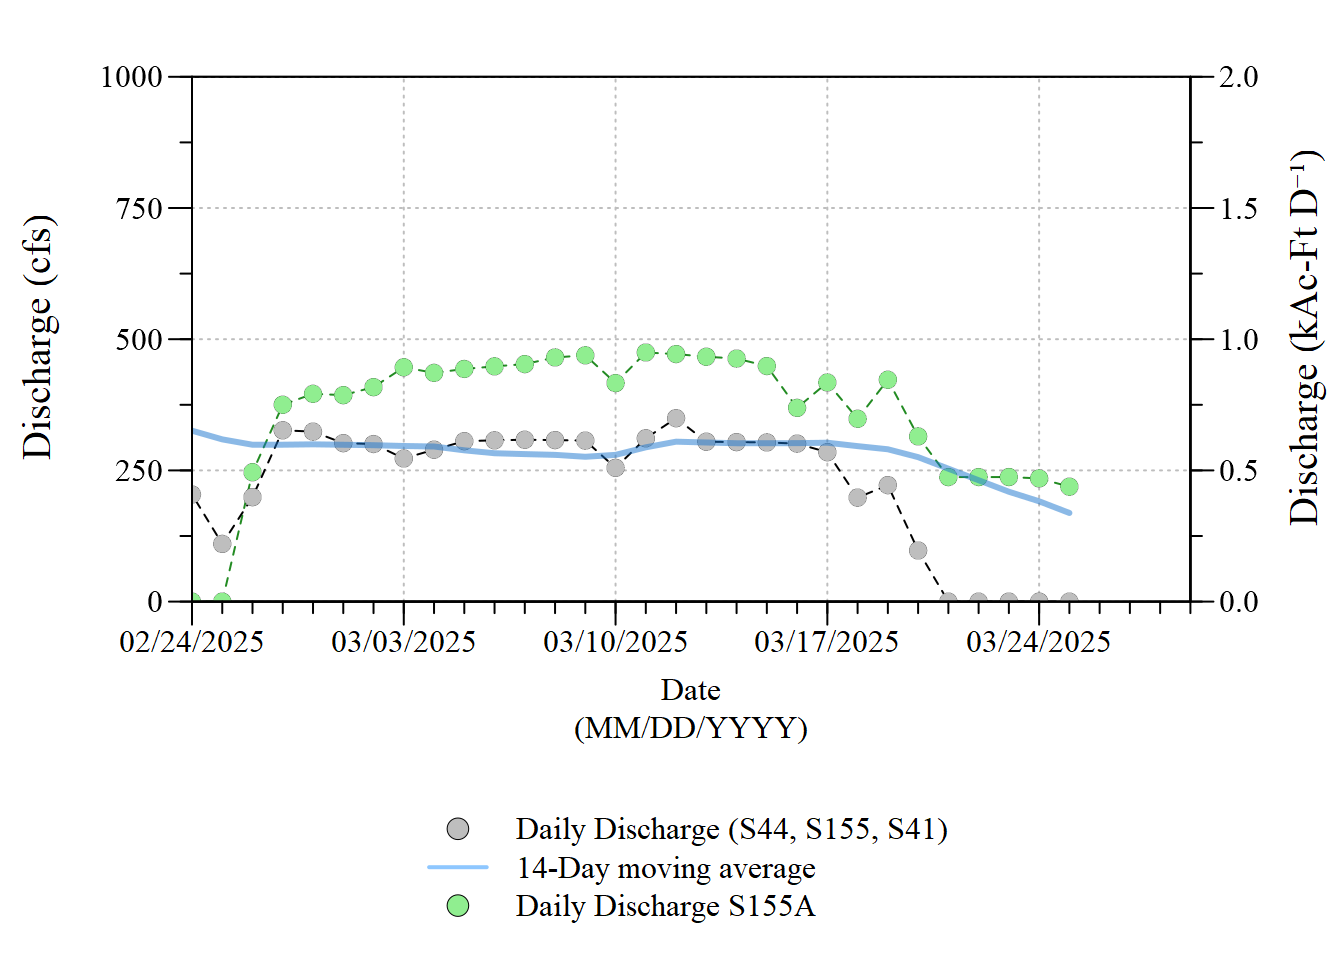 1000
750
500
250
0
Discharge (cfs)
2.0
1.5
1.0
0.5
0.0
Discharge (kAc-Ft D⁻¹)
02/24/2025 03/03/2025 03/10/2025 03/17/2025 03/24/2025
Date
(MM/DD/YYYY)
Daily Discharge (S44, S155, S41)
14-Day moving average
Daily Discharge S155A